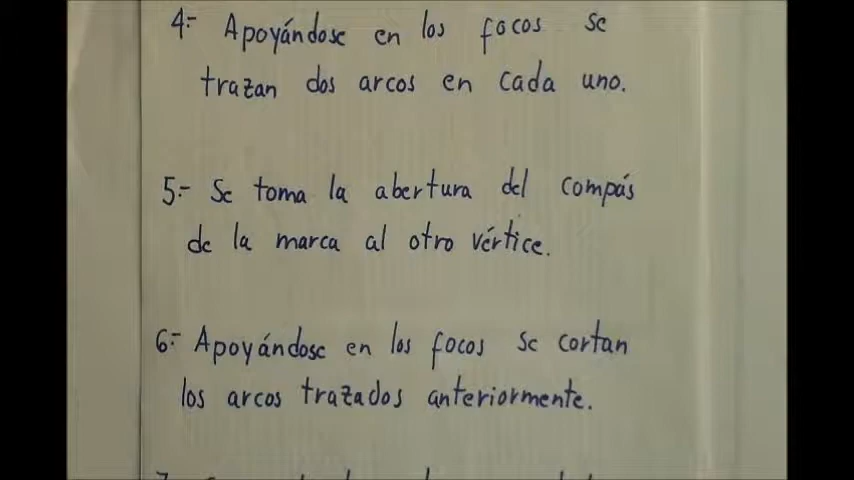 4.- Apoyándose en los focos se
trazan dos arcos en cada uno.
5.- Se toma la abertura del compás
de la marca al otro vértice.
6.- Apoyándose en los focos se cortan
los arcos trazados anteriormente.